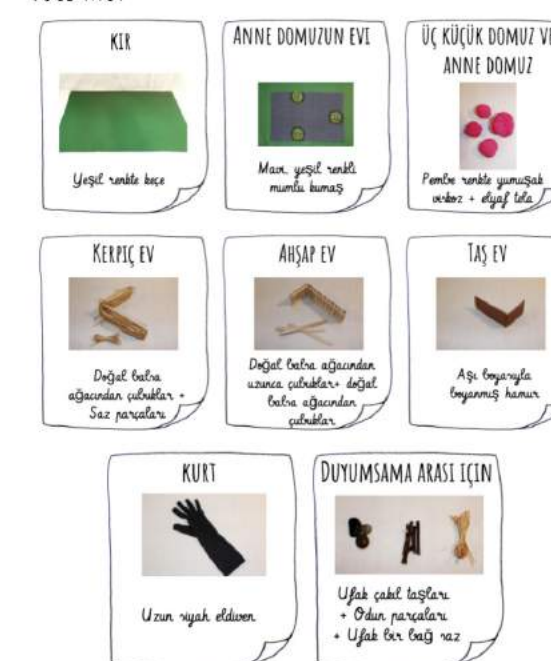 KIR
Yeşil renkte keçe
ANNE DOMUZUN EVI
Mavi, yeşil renkli
mumlu kumaş
ÜÇ KÜÇÜK DOMUZ VE
ANNE DOMUZ
Pembe renkte yumuşak
viskoz + elyaf tela
KERPIÇ EV
Doğal balsa
ağacından çubuklar +
Saz parçaları
AHŞAP EV
Doğal balsa ağacından
uzunca çubuklar+ doğal
balsa ağacından
çubuklar
TAŞ EV
Aşı boyasıyla
boyanmış hamur
KURT
Uzun siyah eldiven
DUYUMSAMA ARASI IÇIN
Ufak çakıl taşları
+ Odun parçaları
+ Ufak bir bağ saz